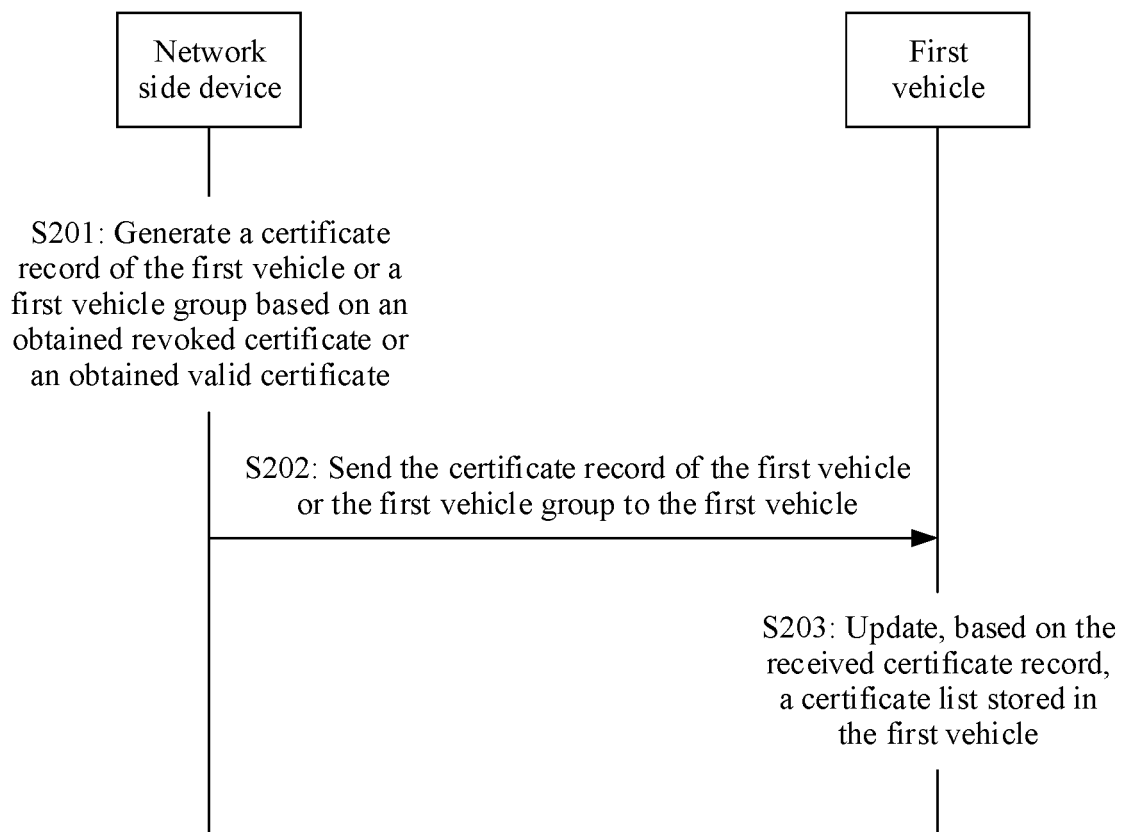 Network
side device
First
vehicle
S201: Generate a certificate
record of the first vehicle or a
first vehicle group based on an
obtained revoked certificate or
an obtained valid certificate
S202: Send the certificate record of the first vehicle
or the first vehicle group to the first vehicle
S203: Update, based on the
received certificate record,
a certificate list stored in
the first vehicle